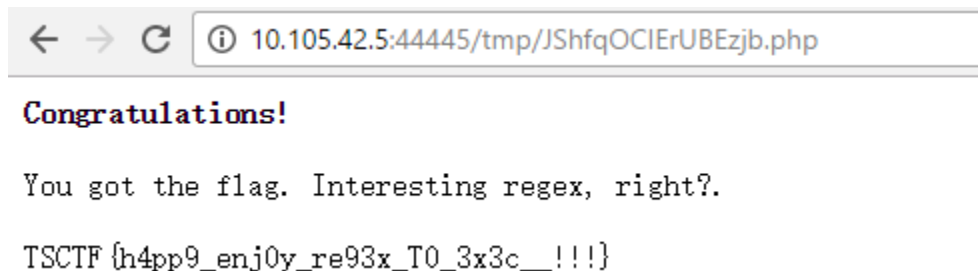 10.105.42.5:44445/tmp/JShfqOCIErUBEzjb.php
Congratulations!
You got the flag. Interesting regex, right?.
TSCTF{h4pp9_enj0y_re93x_T0_3x3c__!!!}